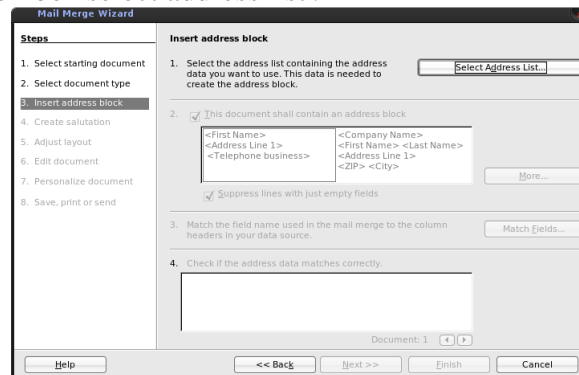 Mail Merge Wizard
Steps
1. Select starting document
2. Select document type
3. Insert address block
4. Create salutation
5. Adjust layout
6. Edit document
7. Personalize document
8. Save, print or send
Insert address block
1. Select the address list containing the address
data you want to use. This data is needed to
create the address block.
Select Address List...
2. This document shall contain an address block
<First Name>
<Address Line 1>
<Telephone business>
<Company Name>
<First Name> <Last Name>
<Address Line 1>
<ZIP> <City>
More...
Suppress lines with just empty fields
3. Match the field name used in the mail merge to the column
headers in your data source.
Match Fields...
4. Check if the address data matches correctly.
Document: 1
Help
<< Back
Next >>
Finish
Cancel